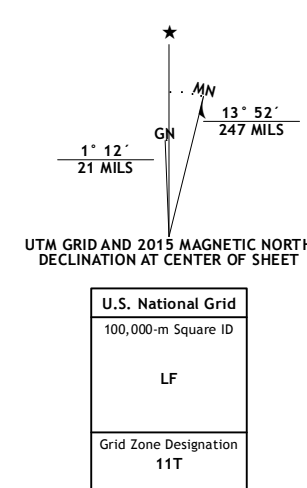 MN
GN
13° 52´
247 MILS
1° 12´
21 MILS
UTM GRID AND 2015 MAGNETIC NORTH
DECLINATION AT CENTER OF SHEET
U.S. National Grid
100,000-m Square ID
LF
Grid Zone Designation
11T